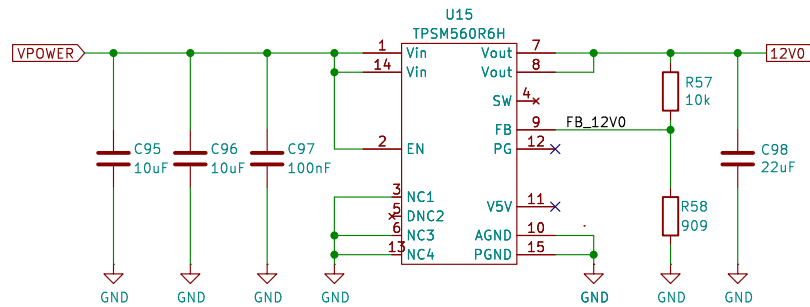 U15
TPSM560R6H
VPOWER
1 Vin Vout 7
12V0
14 Vin Vout 8
SW 4
R57
10k
FB 9 FB_12V0
2 EN PG 12
C95
10uF
C96
10uF
C97
100nF
C98
22uF
3 NC1
5 DNC2 V5V 11
R58
909
6 NC3 AGND 10
13 NC4 PGND 15
GND GND GND GND GND GND GND